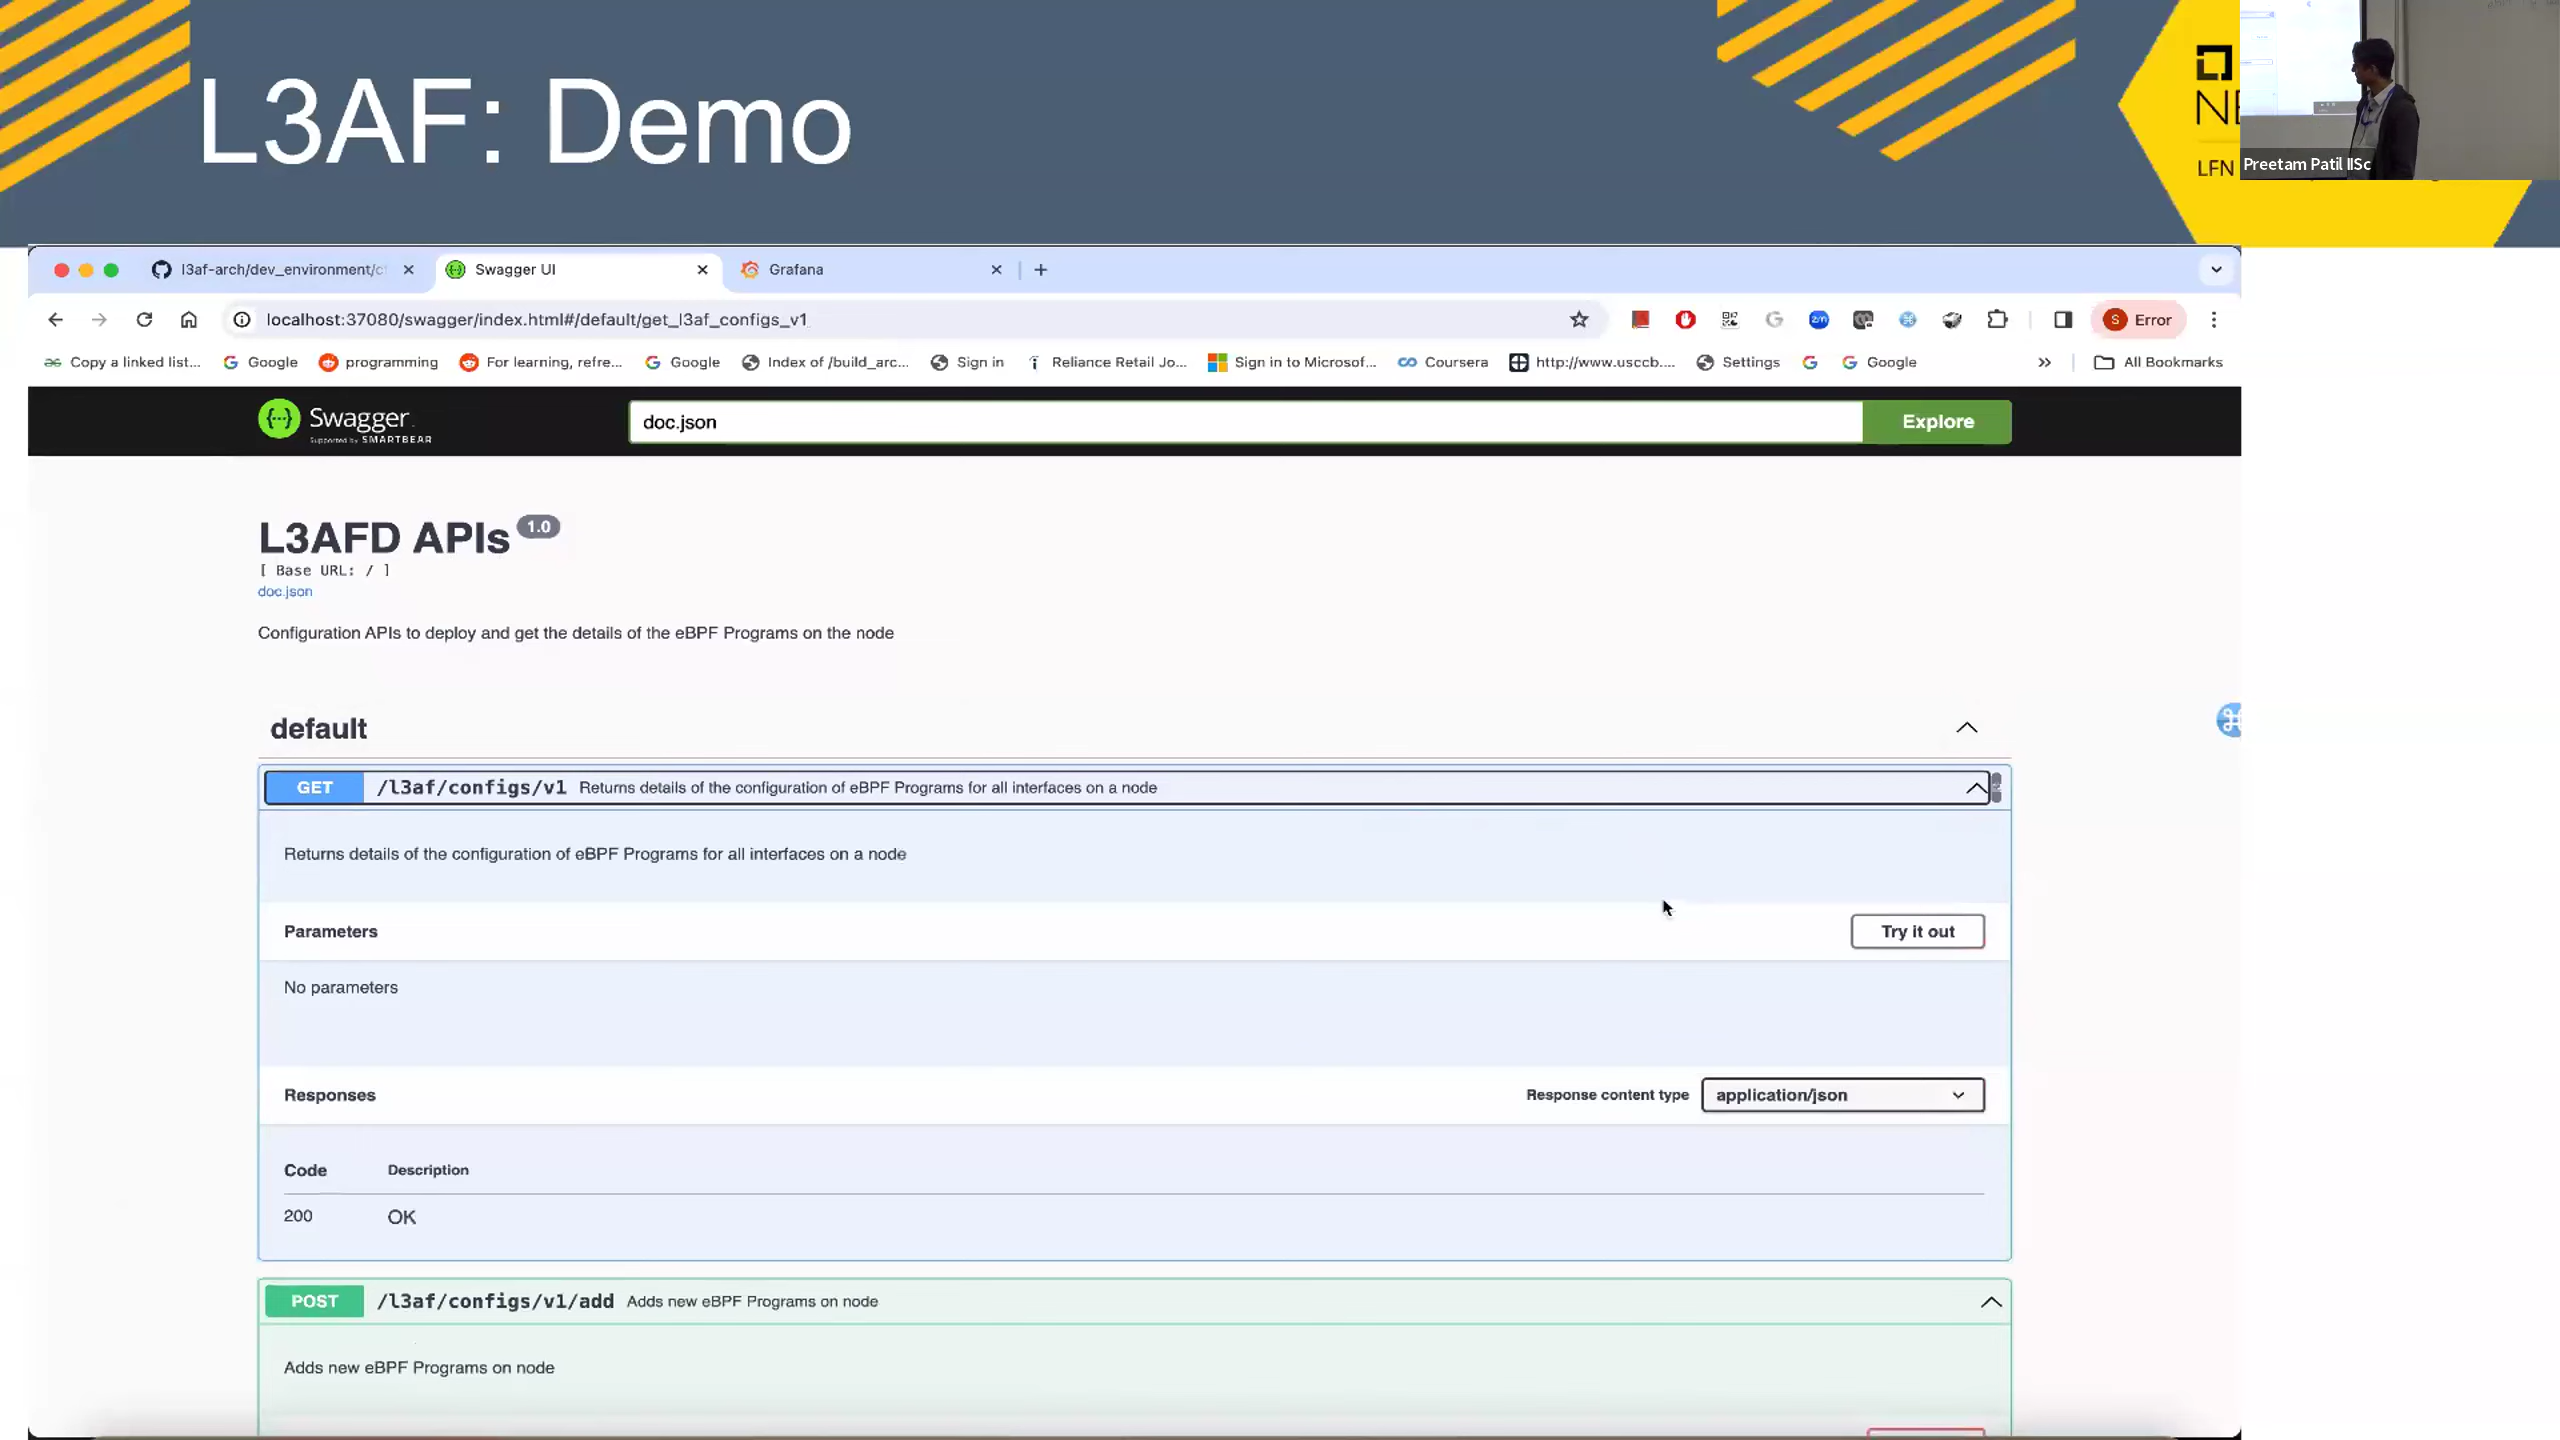 L3AF: Demo
LFN
Preetam Patil IISc
l3af-arch/dev_environment/c
Swagger UI
Grafana
localhost:37080/swagger/index.html#/default/get_l3af_configs_v1
S Error
Copy a linked list... Google programming For learning, refre... Google Index of /build_arc... Sign in Reliance Retail Jo... Sign in to Microsof... Coursera http://www.usccb.... Settings Google All Bookmarks
Swagger
Supported by SMARTBEAR
doc.json
Explore
L3AFD APIs 1.0
[ Base URL: / ]
doc.json
Configuration APIs to deploy and get the details of the eBPF Programs on the node
default
GET /l3af/configs/v1 Returns details of the configuration of eBPF Programs for all interfaces on a node
Returns details of the configuration of eBPF Programs for all interfaces on a node
Parameters
Try it out
No parameters
Responses
Response content type application/json
Code Description
200 OK
POST /l3af/configs/v1/add Adds new eBPF Programs on node
Adds new eBPF Programs on node